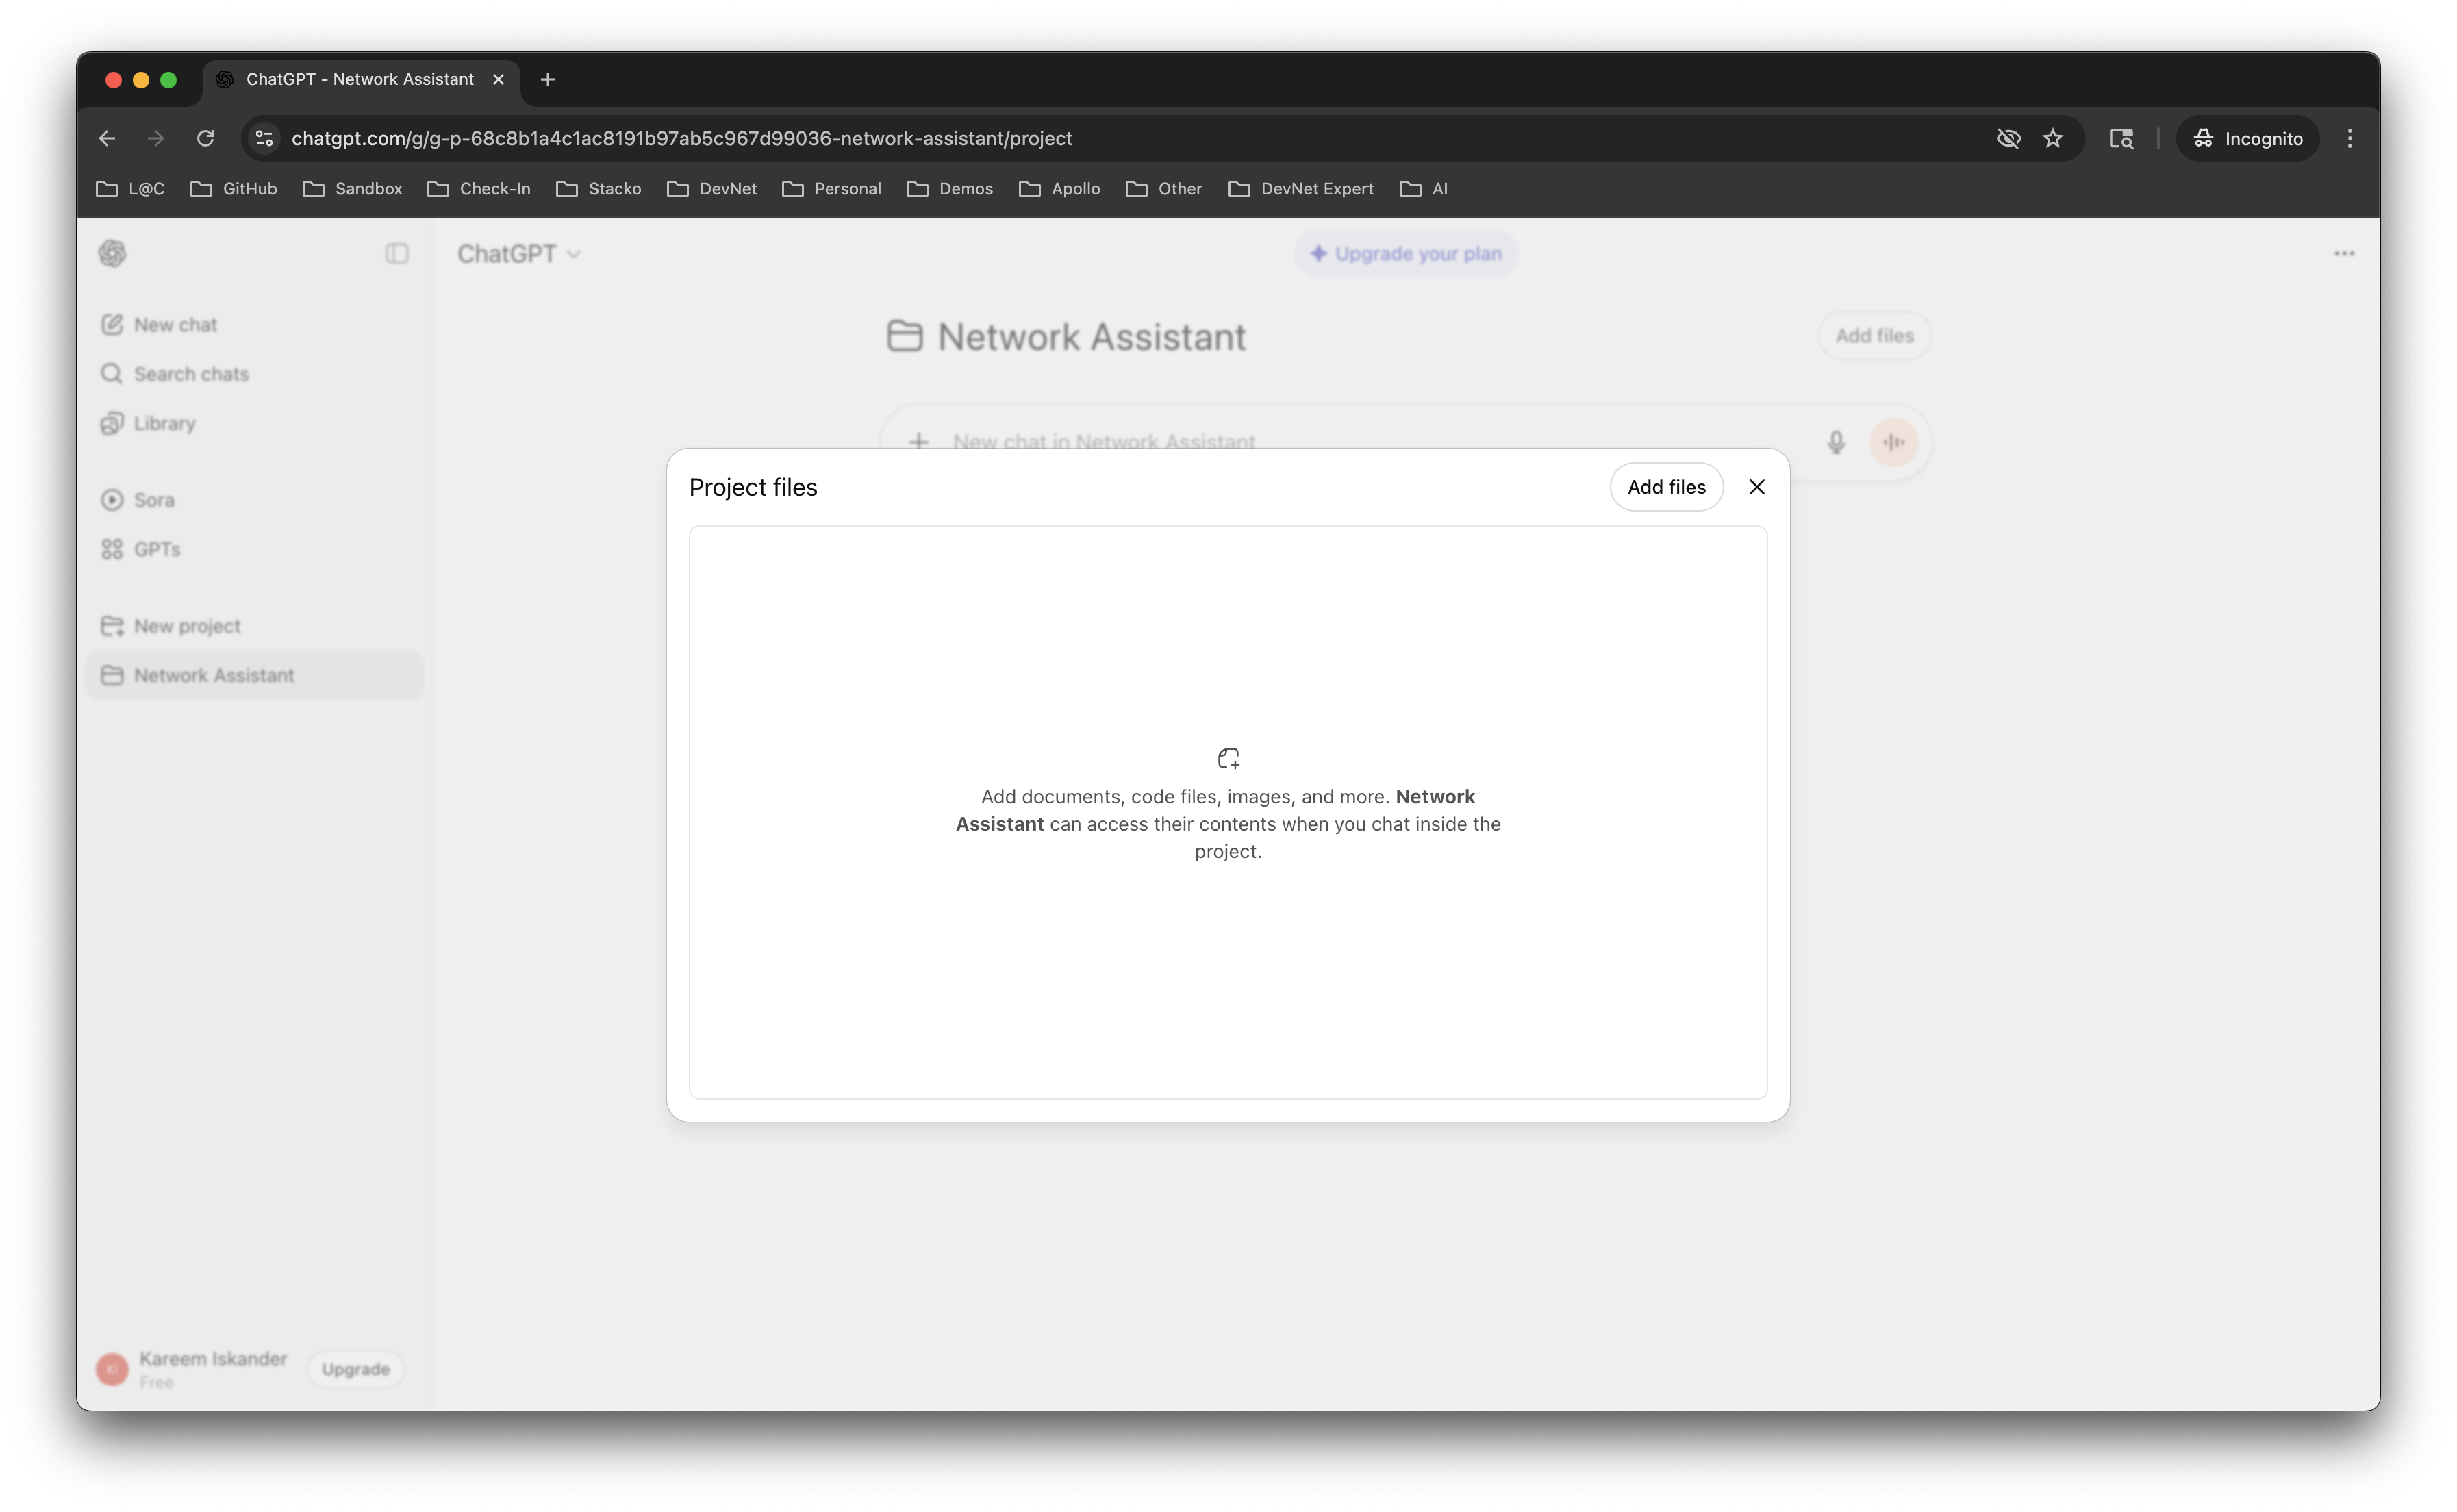 ChatGPT - Network Assistant
chatgpt.com/g/g-p-68c8b1a4c1ac8191b97ab5c967d99036-network-assistant/project
Incognito
L@C GitHub Sandbox Check-In Stacko DevNet Personal Demos Apollo Other DevNet Expert AI
ChatGPT
Upgrade your plan
New chat
Search chats
Library
Sora
GPTs
New project
Network Assistant
Network Assistant
Add files
New chat in Network Assistant
Project files
Add files
Add documents, code files, images, and more. Network
Assistant can access their contents when you chat inside the
project.
KI
Kareem Iskander
Free
Upgrade